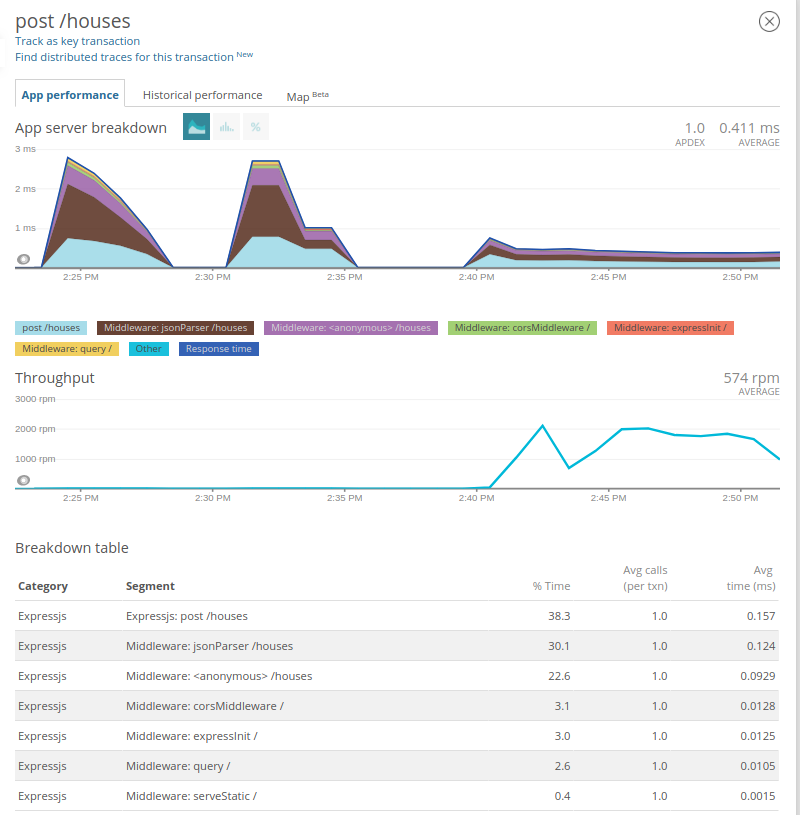 post /houses
Track as key transaction
Find distributed traces for this transaction New
App performance Historical performance Map Beta
App server breakdown % 1.0 0.411 ms
APDEX AVERAGE
3 ms
2 ms
1 ms
2:25 PM 2:30 PM 2:35 PM 2:40 PM 2:45 PM 2:50 PM
post /houses Middleware: jsonParser /houses Middleware: <anonymous> /houses Middleware: corsMiddleware / Middleware: expressInit /
Middleware: query / Other Response time
Throughput 574 rpm
AVERAGE
3000 rpm
2000 rpm
1000 rpm
2:25 PM 2:30 PM 2:35 PM 2:40 PM 2:45 PM 2:50 PM
Breakdown table
Avg calls Avg
Category Segment % Time (per txn) time (ms)
Expressjs Expressjs: post /houses 38.3 1.0 0.157
Expressjs Middleware: jsonParser /houses 30.1 1.0 0.124
Expressjs Middleware: <anonymous> /houses 22.6 1.0 0.0929
Expressjs Middleware: corsMiddleware / 3.1 1.0 0.0128
Expressjs Middleware: expressInit / 3.0 1.0 0.0125
Expressjs Middleware: query / 2.6 1.0 0.0105
Expressjs Middleware: serveStatic / 0.4 1.0 0.0015